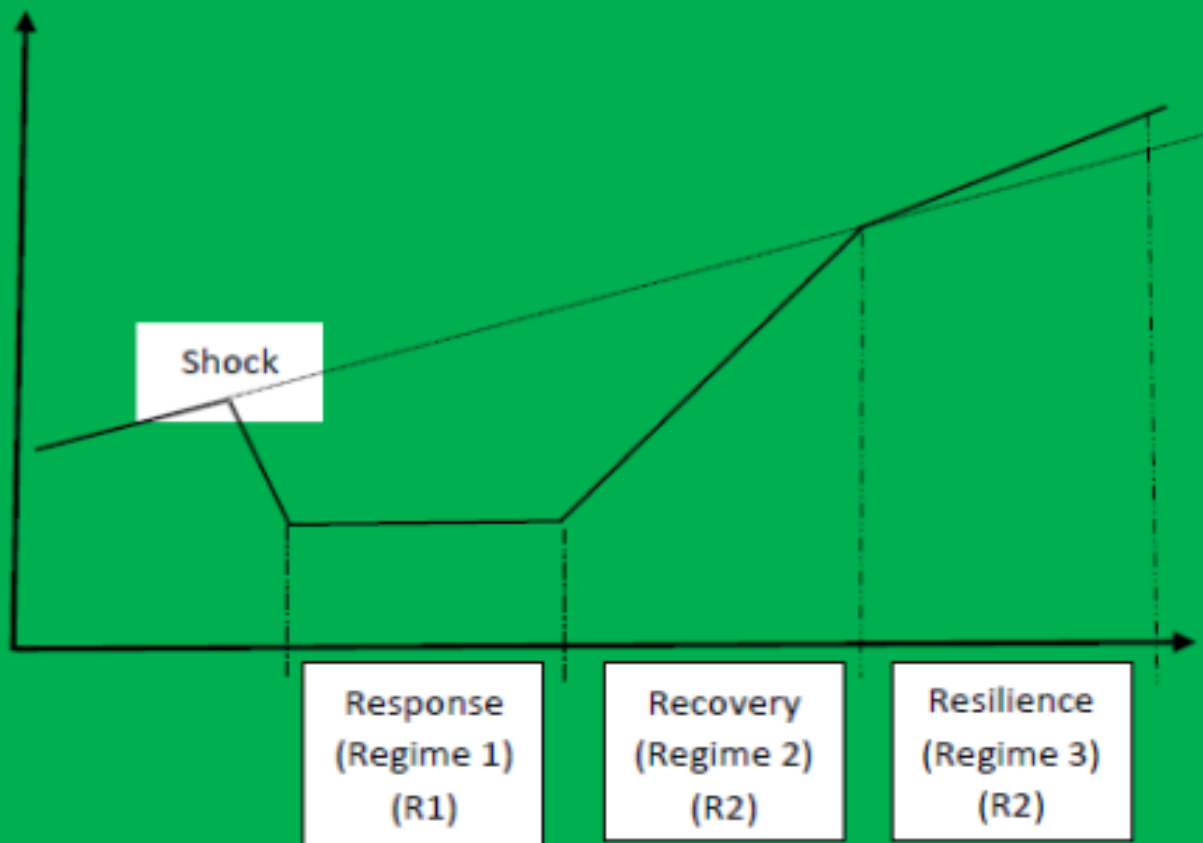 Shock
Response
(Regime 1)
(R1)
Recovery
(Regime 2)
(R2)
Resilience
(Regime 3)
(R2)